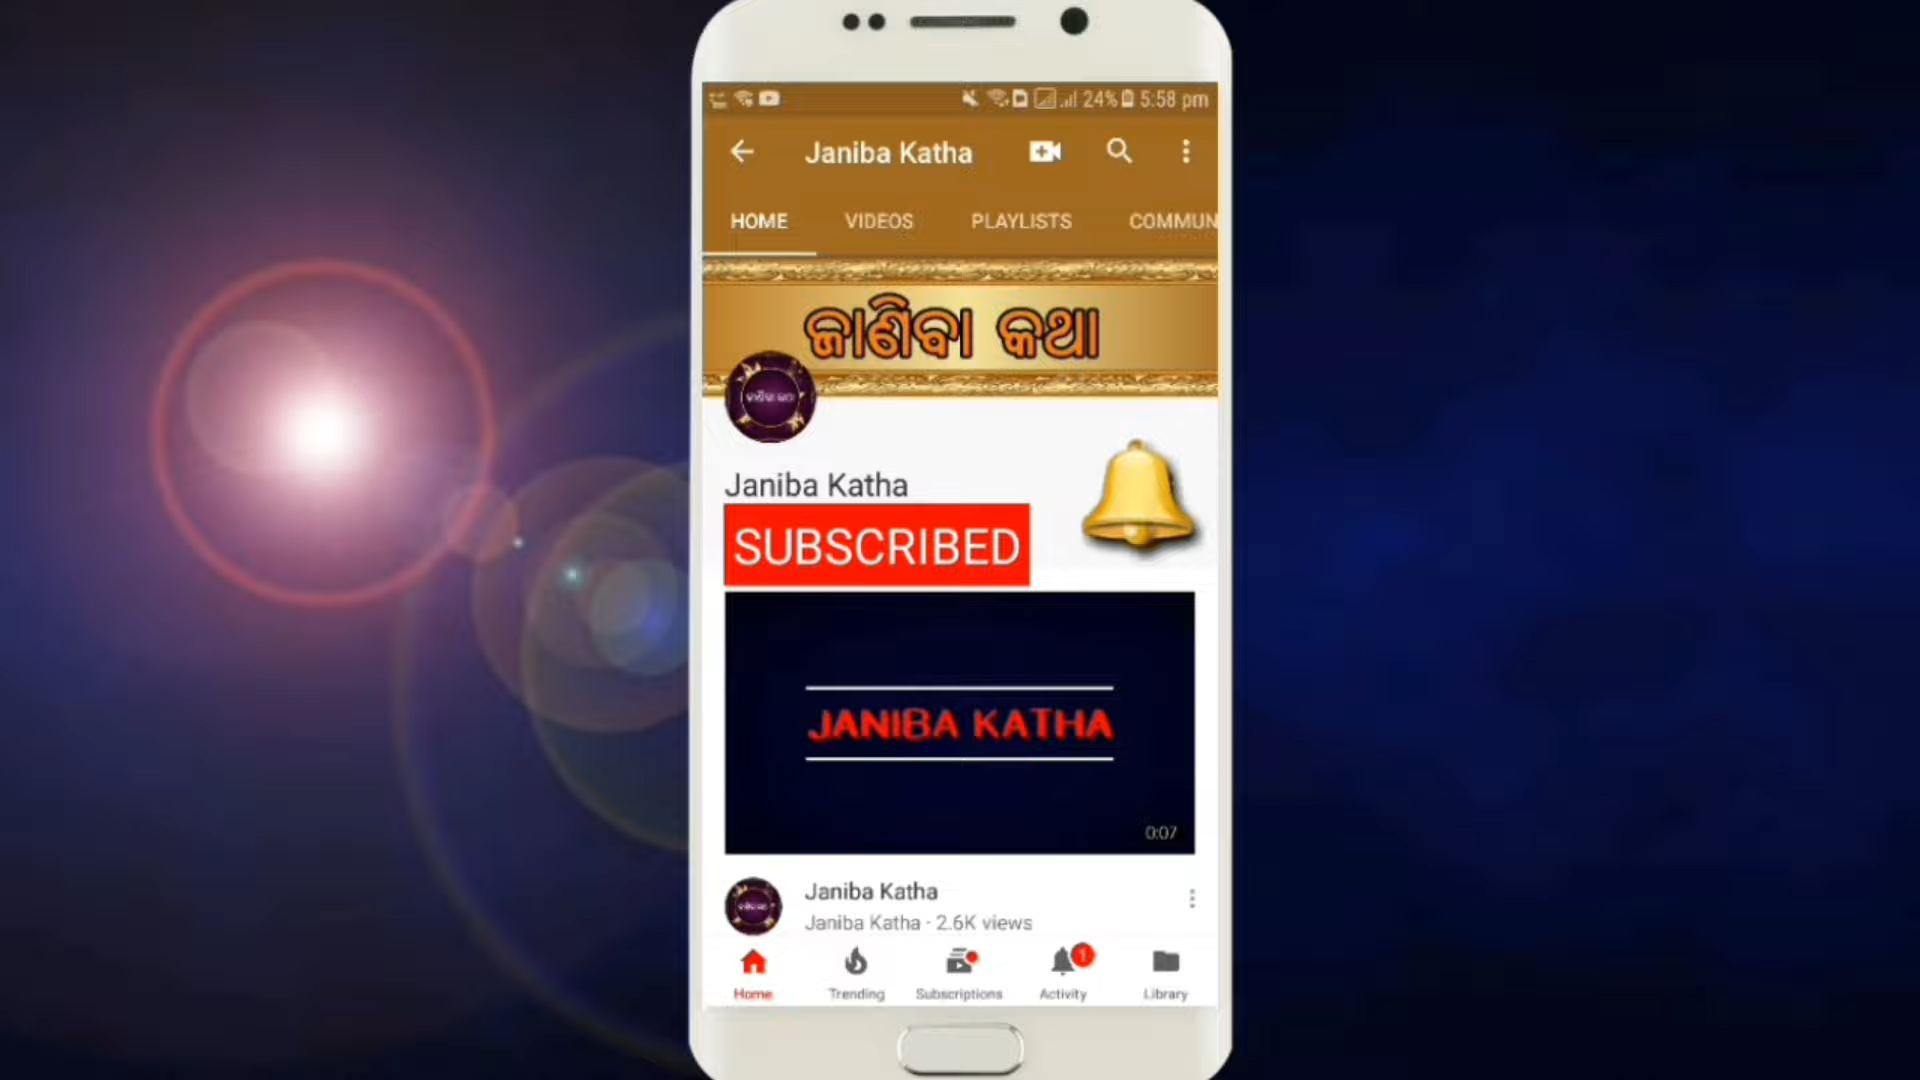 24% 5:58 pm
Janiba Katha
HOME VIDEOS PLAYLISTS COMMUN
ଜାଣିବା କଥା
ଜାଣିବା କଥା
Janiba Katha
SUBSCRIBED
JANIBA KATHA
0:07
Janiba Katha
Janiba Katha · 2.6K views
1
Home Trending Subscriptions Activity Library